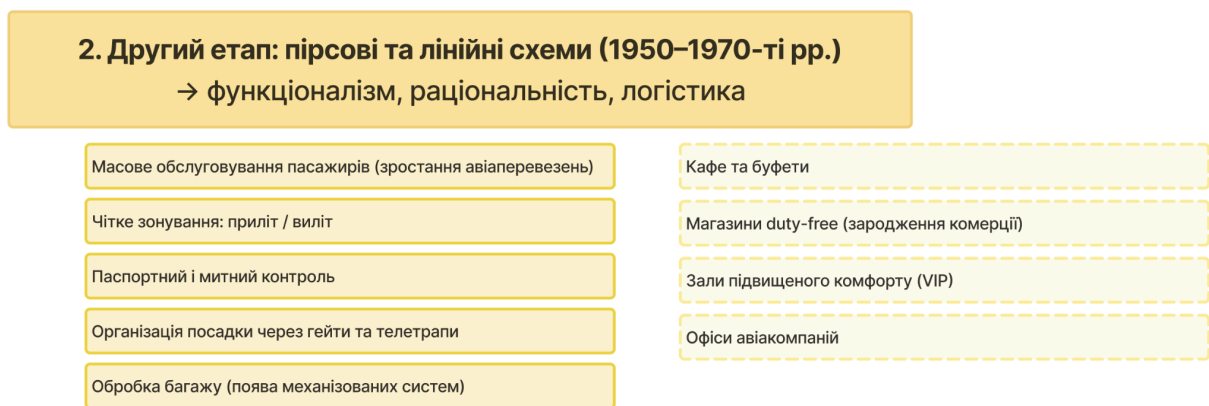 2. Другий етап: пірсові та лінійні схеми (1950–1970-ті рр.)
→ функціоналізм, раціональність, логістика
Масове обслуговування пасажирів (зростання авіаперевезень)
Чітке зонування: приліт / виліт
Паспортний і митний контроль
Організація посадки через гейти та телетрапи
Обробка багажу (поява механізованих систем)
Кафе та буфети
Магазини duty-free (зародження комерції)
Зали підвищеного комфорту (VIP)
Офіси авіакомпаній